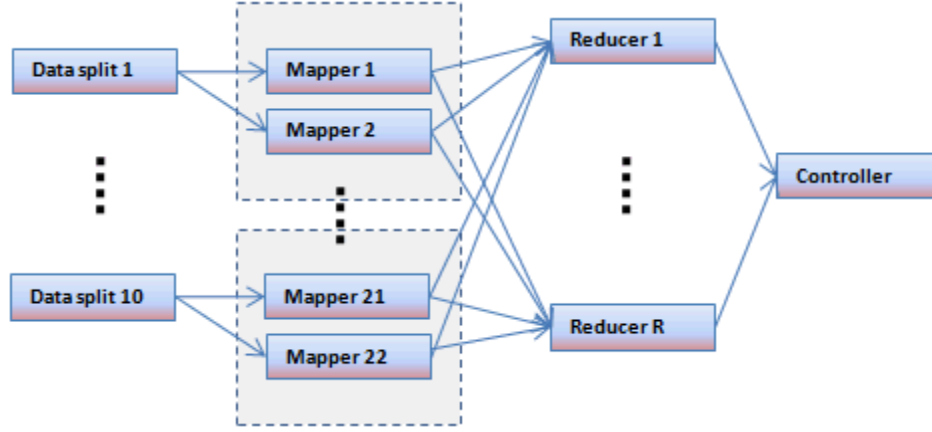 Data split 1
Mapper 1
Mapper 2
Reducer 1
Controller
Data split 10
Mapper 21
Mapper 22
Reducer R